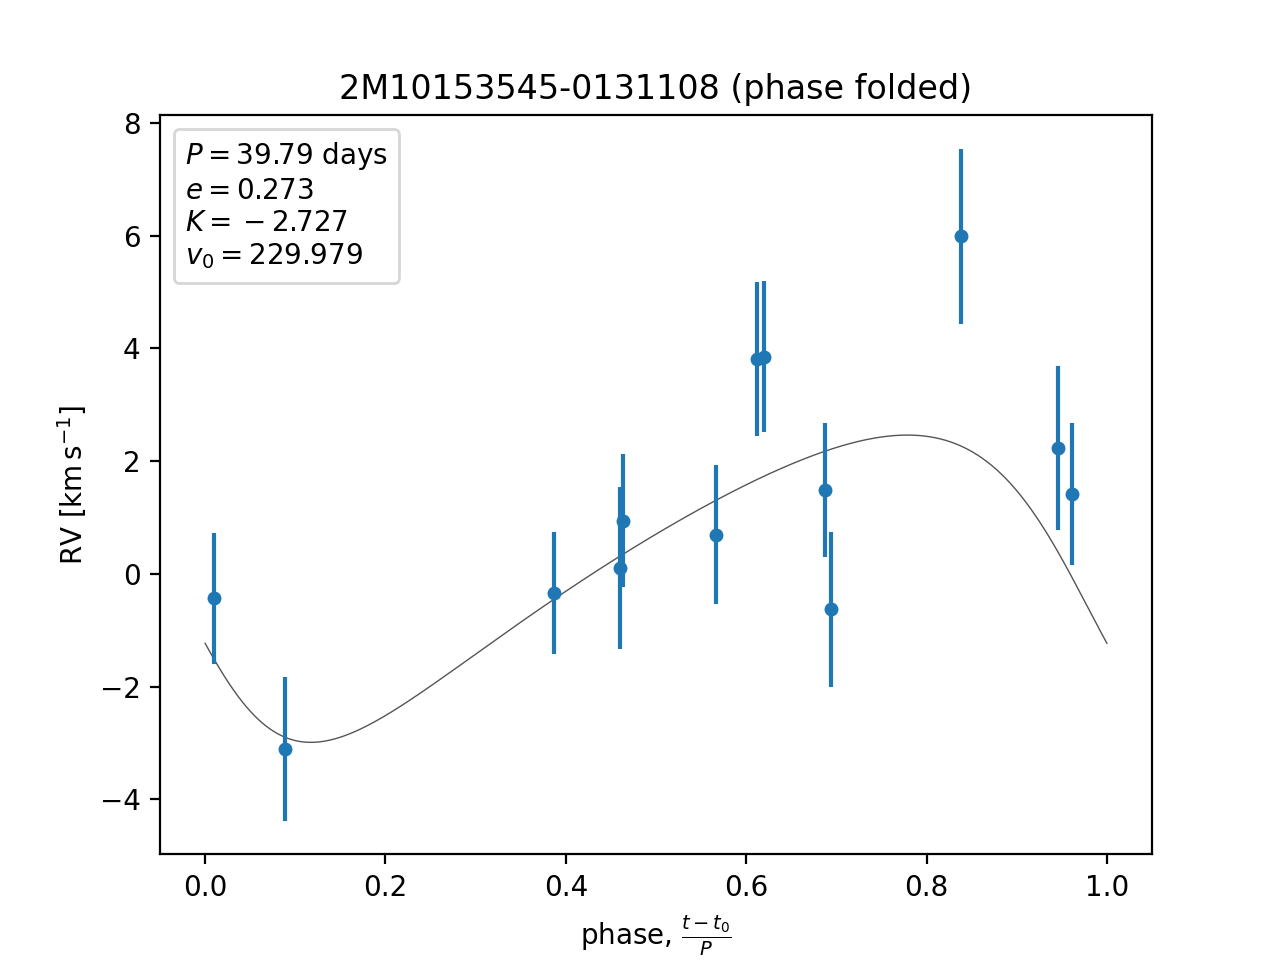 2M10153545-0131108 (phase folded)
P = 39.79 days
e = 0.273
K = −2.727
v₀ = 229.979
8
6
4
2
0
−2
−4
RV [km s⁻¹]
0.0 0.2 0.4 0.6 0.8 1.0
phase, (t − t₀)/P